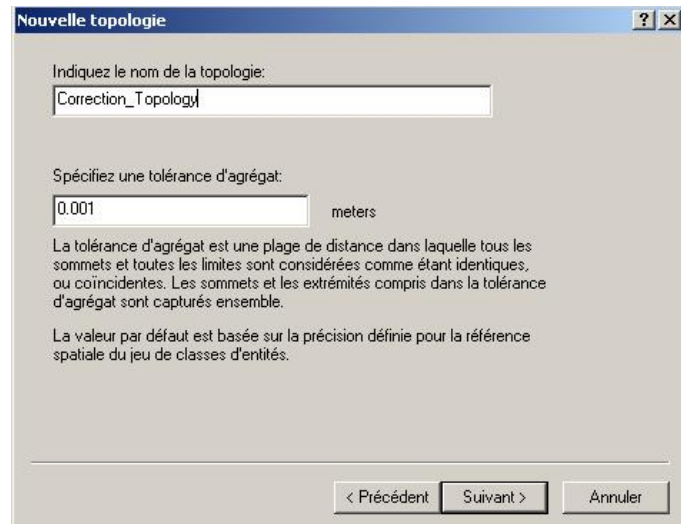 Nouvelle topologie
Indiquez le nom de la topologie:
Correction_Topology
Spécifiez une tolérance d'agrégat:
0.001 meters
La tolérance d'agrégat est une plage de distance dans laquelle tous les
sommets et toutes les limites sont considérées comme étant identiques,
ou coïncidentes. Les sommets et les extrémités compris dans la tolérance
d'agrégat sont capturés ensemble.
La valeur par défaut est basée sur la précision définie pour la référence
spatiale du jeu de classes d'entités.
< Précédent Suivant > Annuler